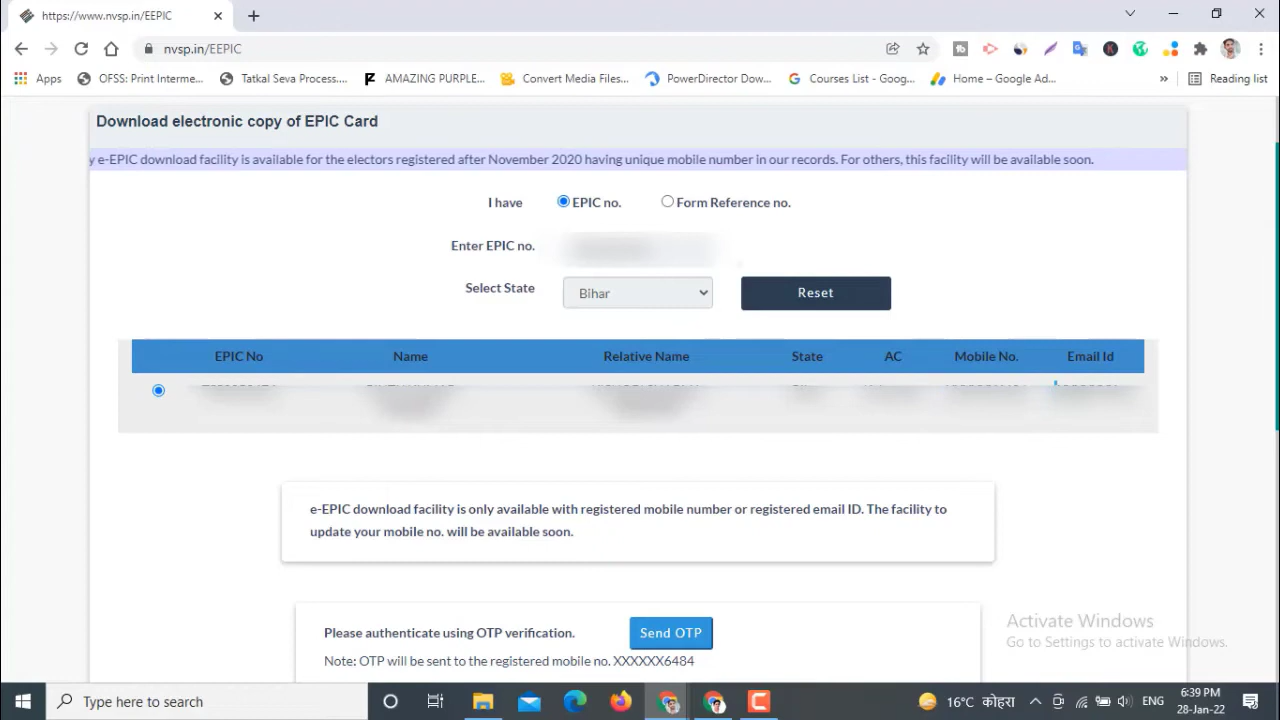 https://www.nvsp.in/EEPIC
nvsp.in/EEPIC
Apps OFSS: Print Interme... Tatkal Seva Process.... AMAZING PURPLE... Convert Media Files... PowerDirector Dow... Courses List - Goog... Home – Google Ad... » Reading list
Download electronic copy of EPIC Card
y e-EPIC download facility is available for the electors registered after November 2020 having unique mobile number in our records. For others, this facility will be available soon.
I have EPIC no. Form Reference no.
Enter EPIC no.
Select State Bihar Reset
EPIC No Name Relative Name State AC Mobile No. Email Id
e-EPIC download facility is only available with registered mobile number or registered email ID. The facility to
update your mobile no. will be available soon.
Please authenticate using OTP verification. Send OTP
Note: OTP will be sent to the registered mobile no. XXXXXX6484
Activate Windows
Go to Settings to activate Windows.
Type here to search
16°C कोहरा ENG 6:39 PM
28-Jan-22